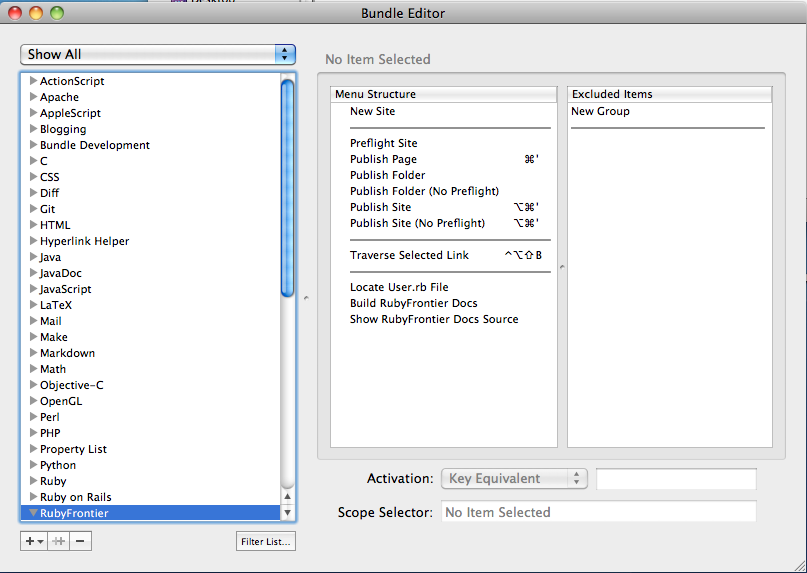 Bundle Editor
Show All
ActionScript
Apache
AppleScript
Blogging
Bundle Development
C
CSS
Diff
Git
HTML
Hyperlink Helper
Java
JavaDoc
JavaScript
LaTeX
Mail
Make
Markdown
Math
Objective-C
OpenGL
Perl
PHP
Property List
Python
Ruby
Ruby on Rails
RubyFrontier
Filter List...
No Item Selected
Menu Structure
New Site
Preflight Site
Publish Page ⌘'
Publish Folder
Publish Folder (No Preflight)
Publish Site ⌥⌘'
Publish Site (No Preflight) ⌥⌘'
Traverse Selected Link ^⌥⇧B
Locate User.rb File
Build RubyFrontier Docs
Show RubyFrontier Docs Source
Excluded Items
New Group
Activation: Key Equivalent
Scope Selector: No Item Selected